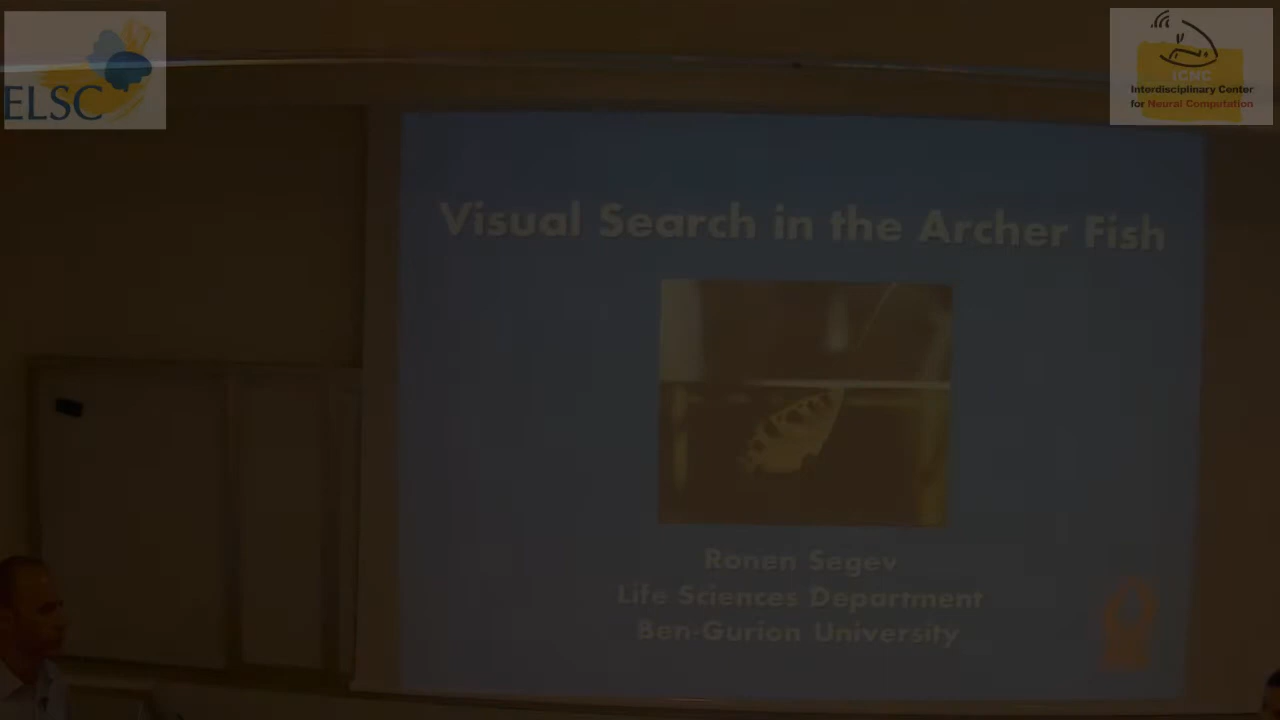 ELSC
ICNC
Interdisciplinary Center
for Neural Computation
Visual Search in the Archer Fish
Ronen Segev
Life Sciences Department
Ben-Gurion University